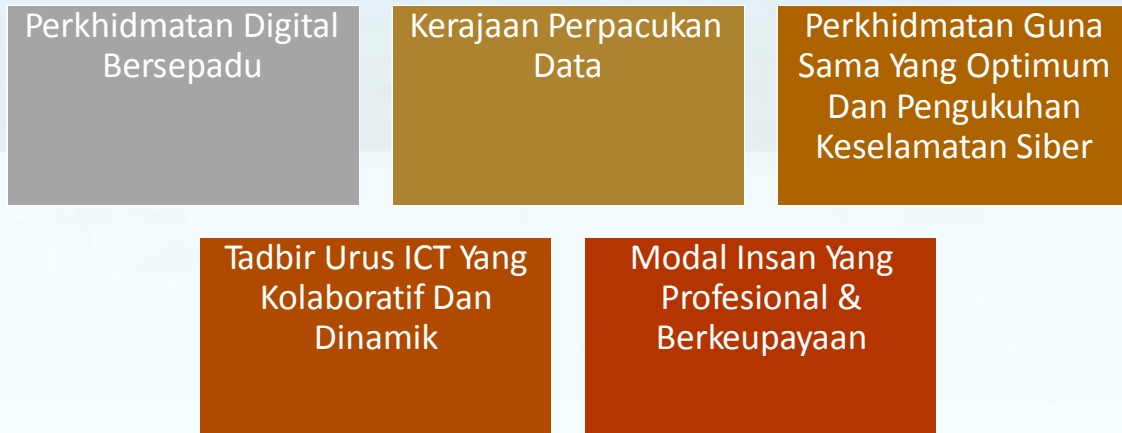 Perkhidmatan Digital
Bersepadu
Kerajaan Perpacukan
Data
Perkhidmatan Guna
Sama Yang Optimum
Dan Pengukuhan
Keselamatan Siber
Tadbir Urus ICT Yang
Kolaboratif Dan
Dinamik
Modal Insan Yang
Profesional &
Berkeupayaan